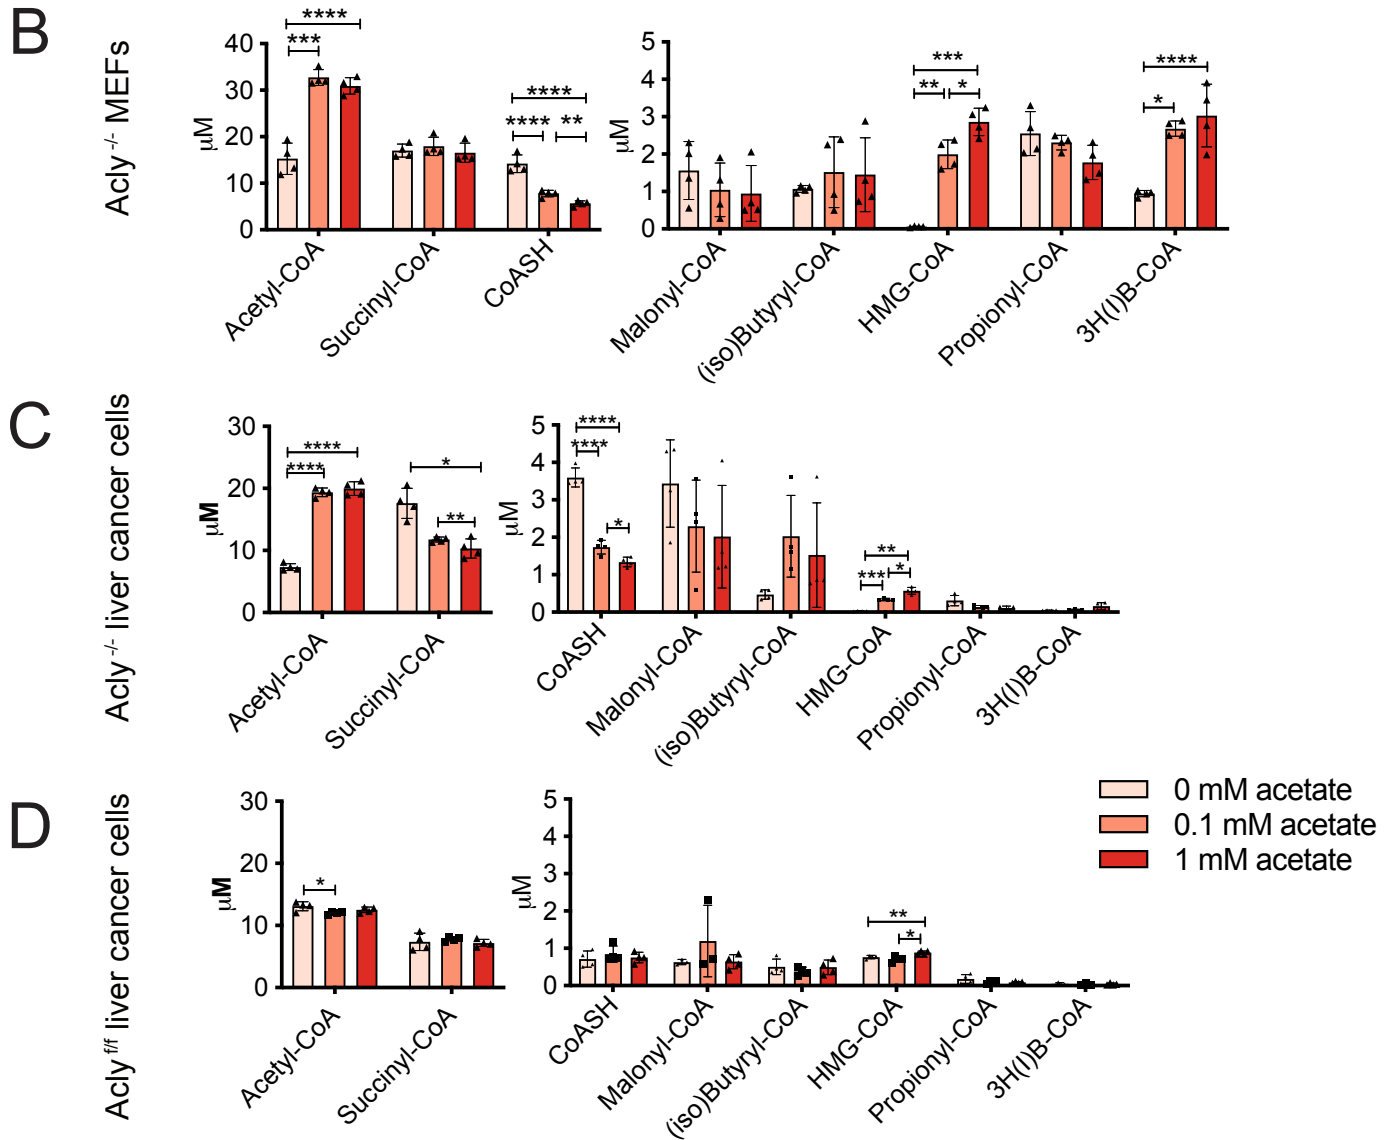 B
Acly -/- MEFs
μM
40
30
20
10
0
***
****
****
**
****
Acetyl-CoA
Succinyl-CoA
CoASH
μM
5
4
3
2
1
0
**
*
***
*
****
Malonyl-CoA
(iso)Butyryl-CoA
HMG-CoA
Propionyl-CoA
3H(I)B-CoA
C
Acly -/- liver cancer cells
μM
30
20
10
0
****
****
*
**
Acetyl-CoA
Succinyl-CoA
μM
5
4
3
2
1
0
****
****
*
**
***
*
CoASH
Malonyl-CoA
(iso)Butyryl-CoA
HMG-CoA
Propionyl-CoA
3H(I)B-CoA
D
Acly f/f liver cancer cells
μM
30
20
10
0
*
Acetyl-CoA
Succinyl-CoA
μM
5
4
3
2
1
0
**
*
CoASH
Malonyl-CoA
(iso)Butyryl-CoA
HMG-CoA
Propionyl-CoA
3H(I)B-CoA
0 mM acetate
0.1 mM acetate
1 mM acetate